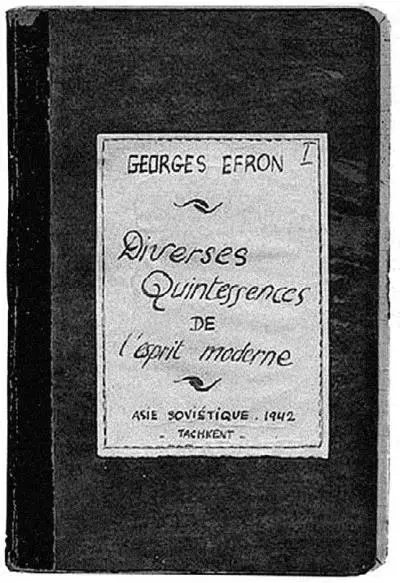 GEORGES EFRON I
Diverses
Quintessences
DE
l'esprit moderne
ASIE SOVIÉTIQUE. 1942
- TACHKENT -